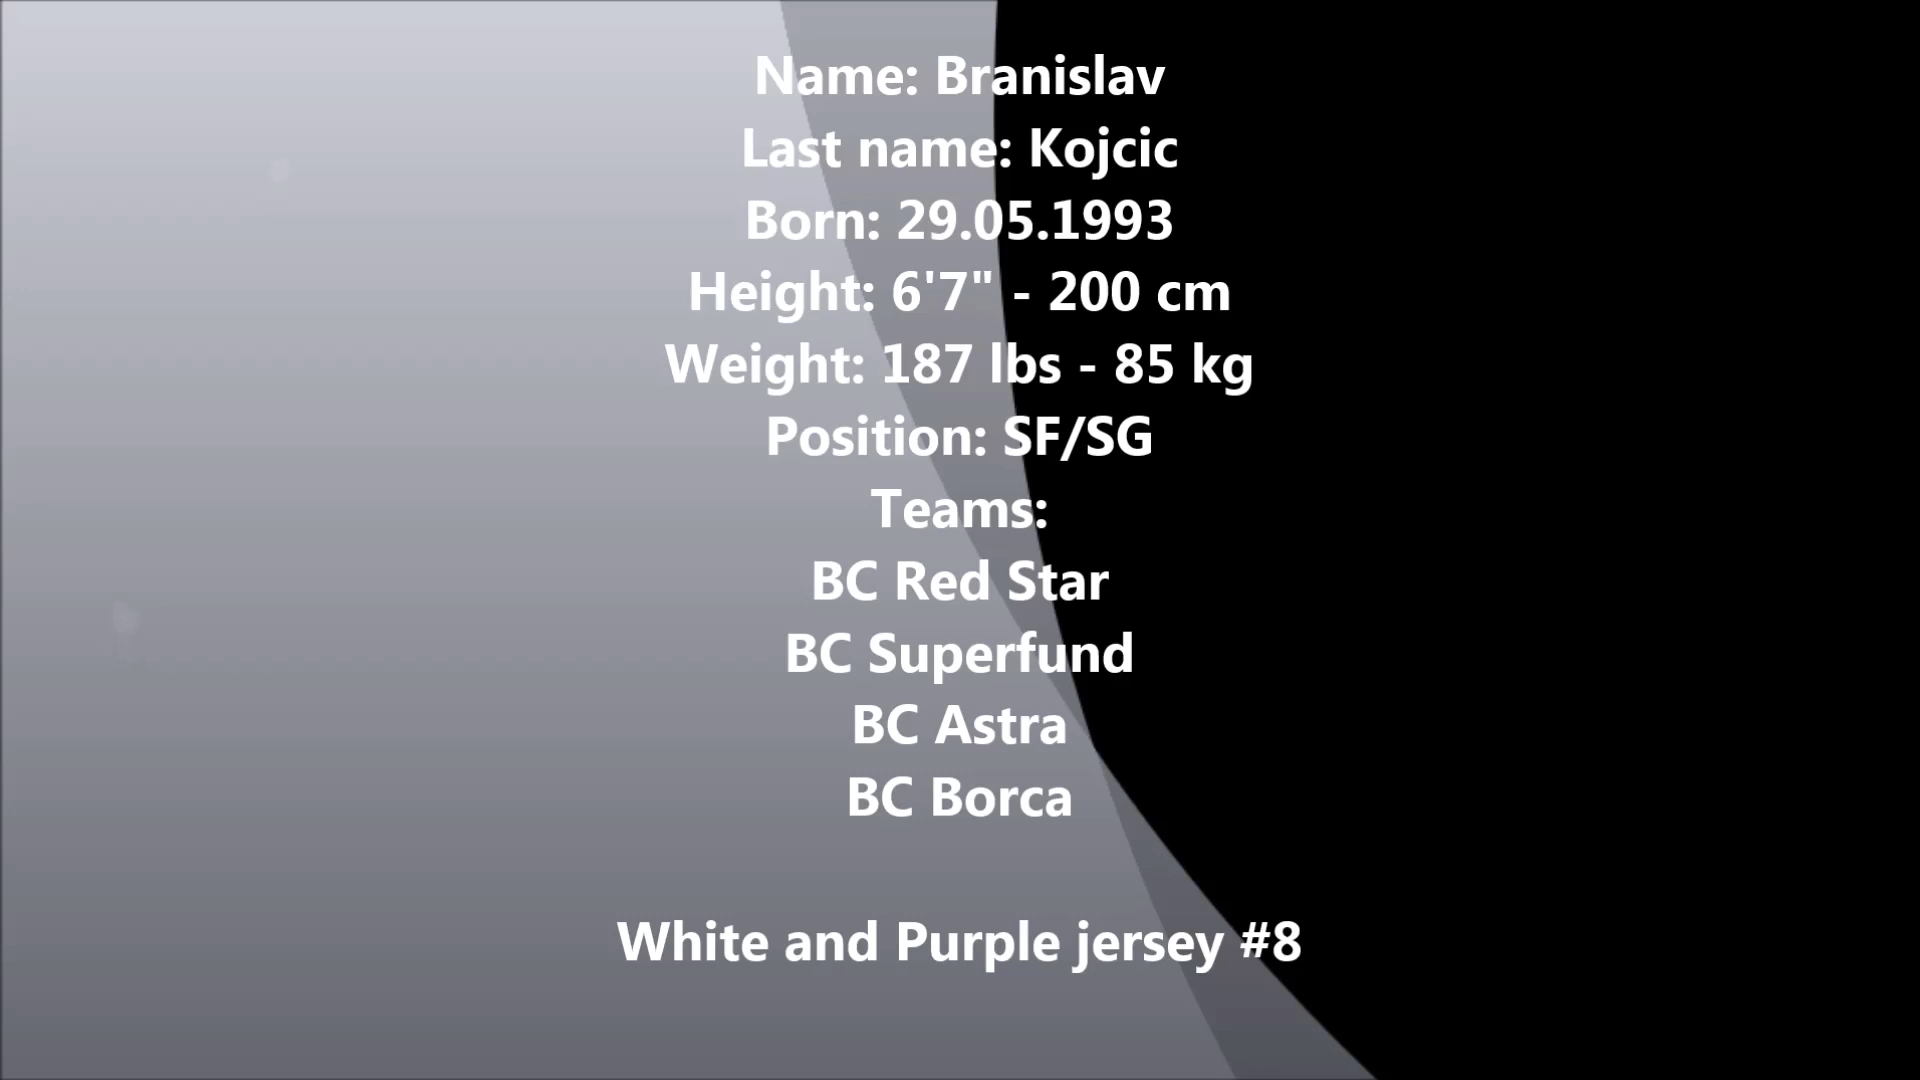 Name: Branislav
Last name: Kojcic
Born: 29.05.1993
Height: 6'7" - 200 cm
Weight: 187 lbs - 85 kg
Position: SF/SG
Teams:
BC Red Star
BC Superfund
BC Astra
BC Borca
White and Purple jersey #8